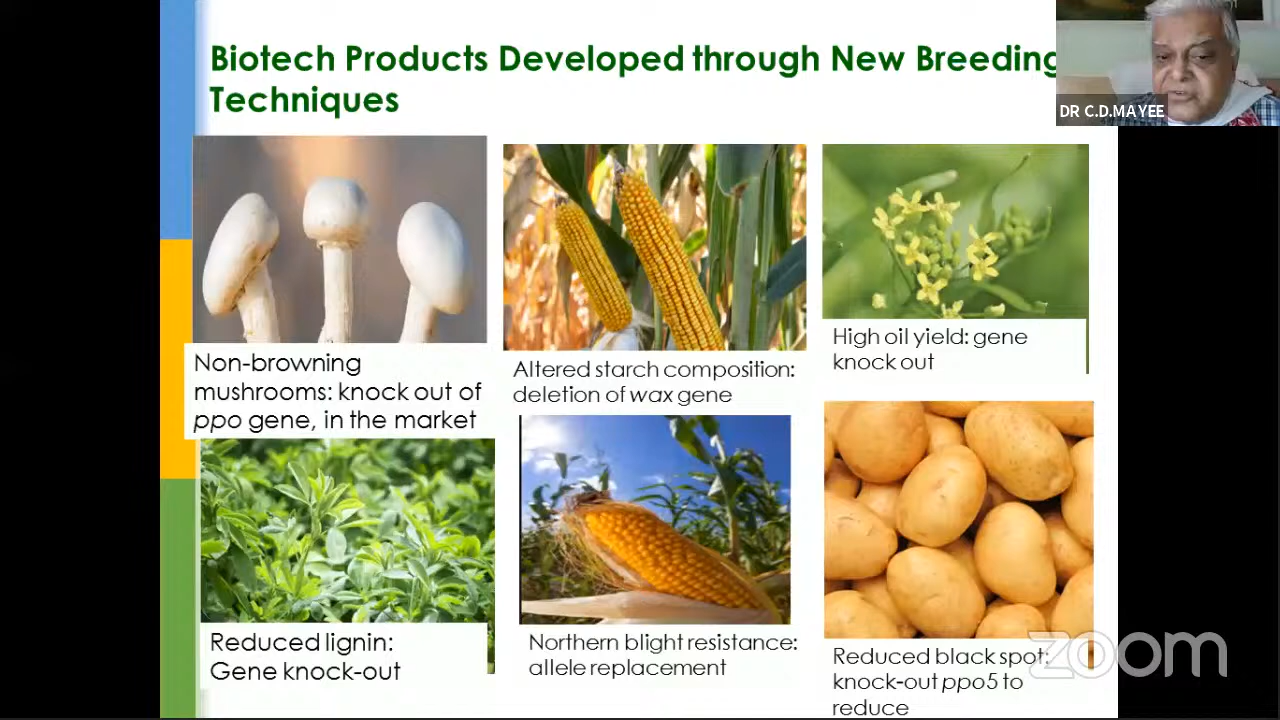 Biotech Products Developed through New Breeding
Techniques
DR C.D.MAYEE
Non-browning
mushrooms: knock out of
ppo gene, in the market
Altered starch composition:
deletion of wax gene
High oil yield: gene
knock out
Reduced lignin:
Gene knock-out
Northern blight resistance:
allele replacement
Reduced black spot:
knock-out ppo5 to
reduce
zoom